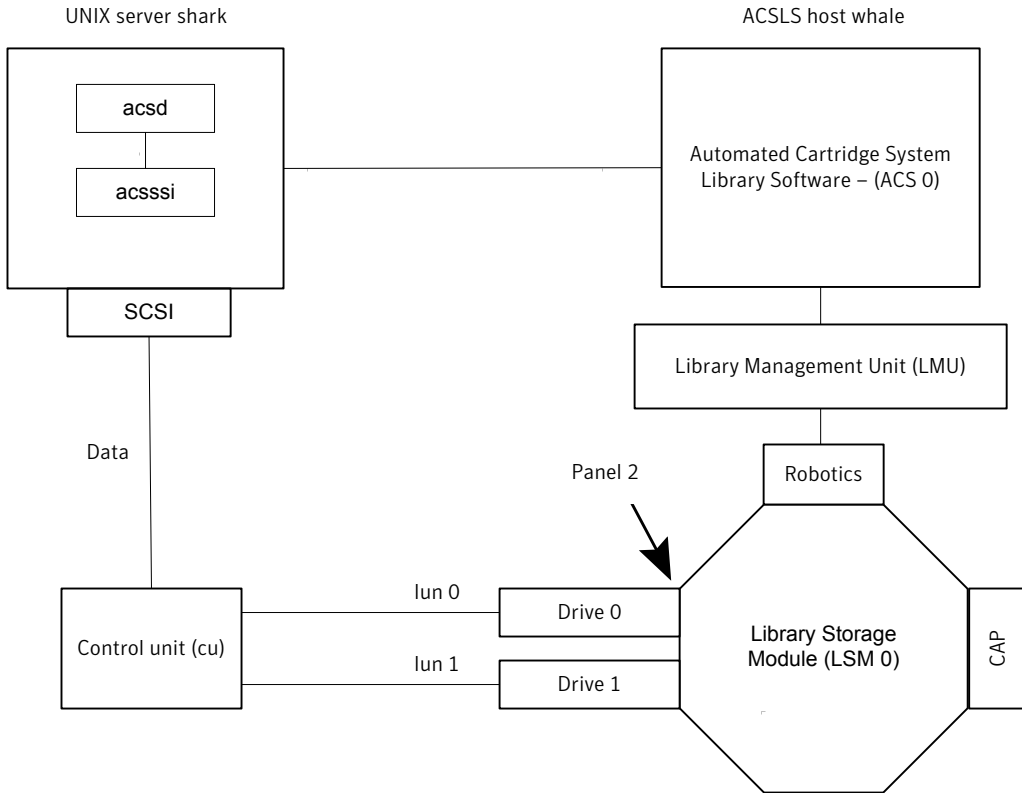 UNIX server shark
ACSLS host whale
acsd
acsssi
Automated Cartridge System
Library Software – (ACS 0)
SCSI
Library Management Unit (LMU)
Data
Panel 2
Robotics
lun 0
Drive 0
Control unit (cu)
Library Storage
Module (LSM 0)
CAP
lun 1
Drive 1